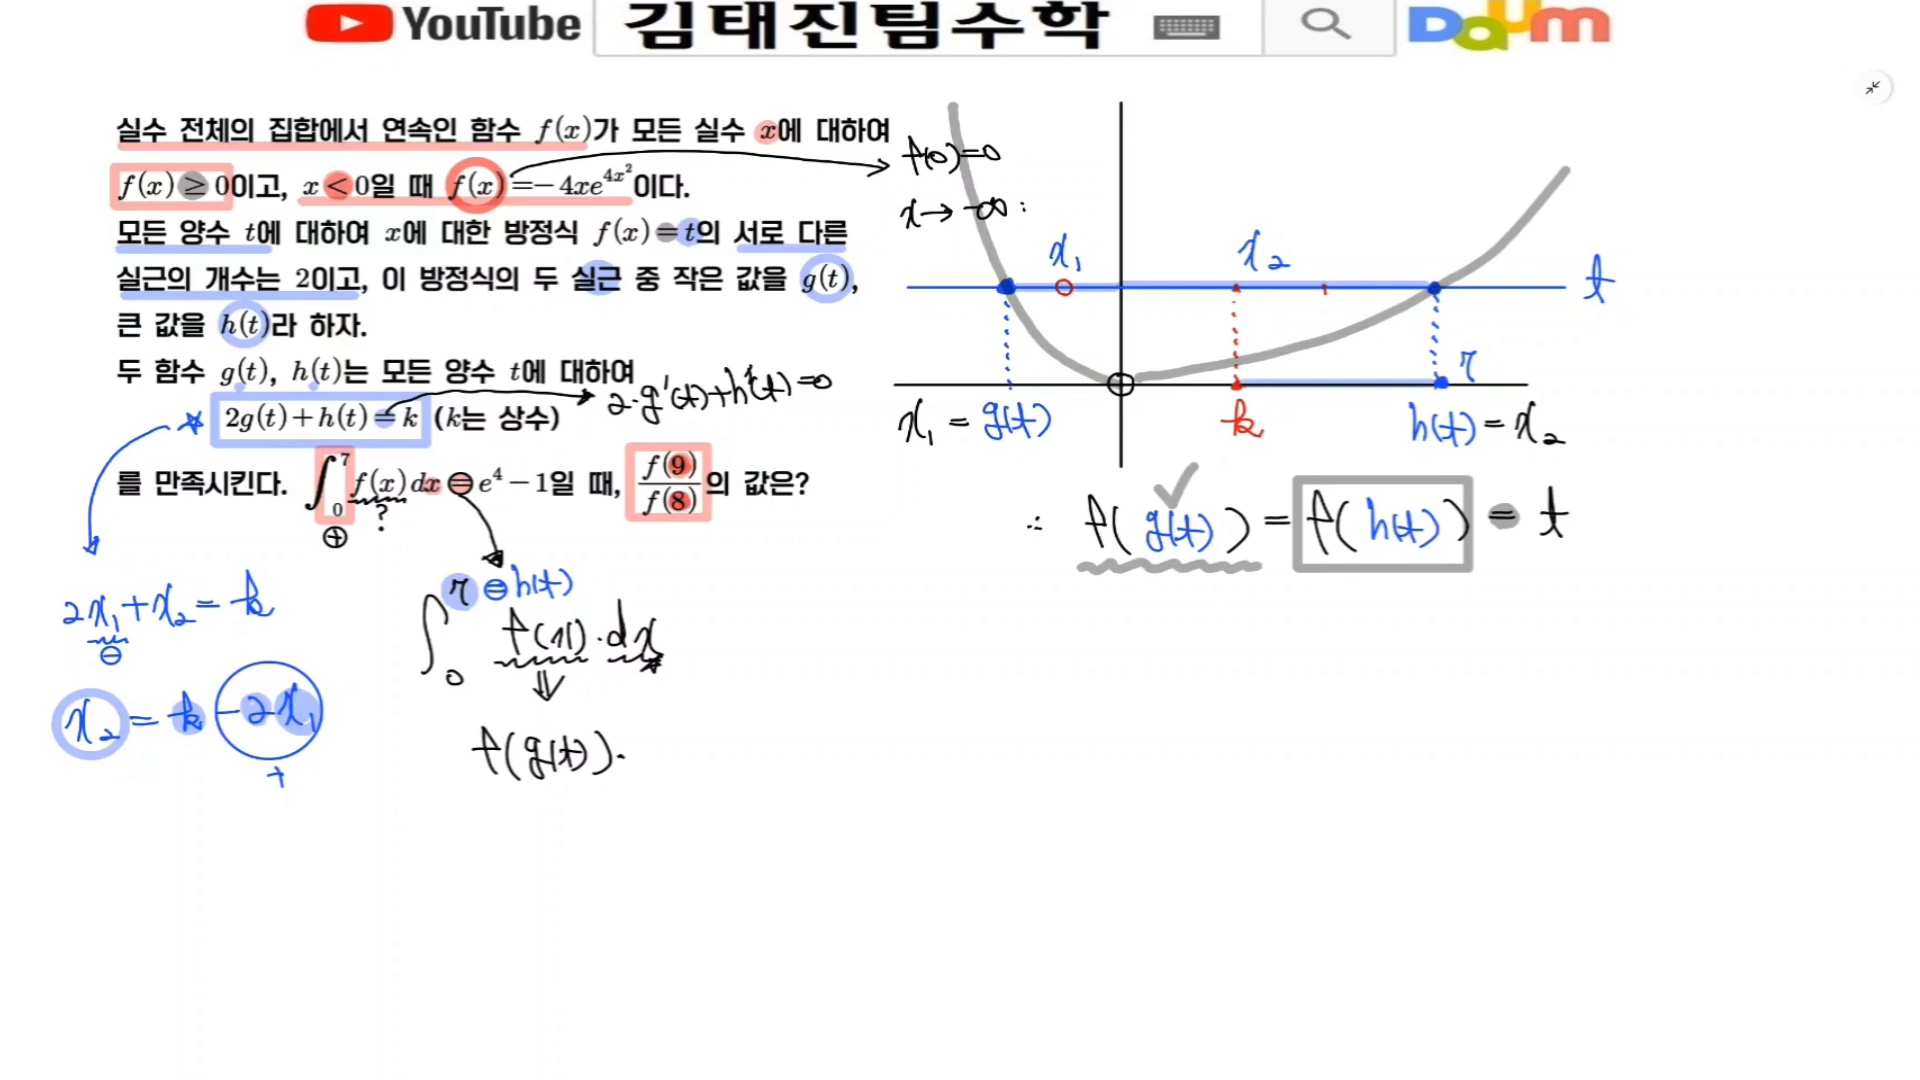 YouTube 김태진팀수학 Daum
실수 전체의 집합에서 연속인 함수 f(x)가 모든 실수 x에 대하여
f(x) ≥ 0이고, x < 0일 때 f(x) = −4xe^{4x²}이다.
모든 양수 t에 대하여 x에 대한 방정식 f(x) = t의 서로 다른
실근의 개수는 2이고, 이 방정식의 두 실근 중 작은 값을 g(t),
큰 값을 h(t)라 하자.
두 함수 g(t), h(t)는 모든 양수 t에 대하여
2g(t) + h(t) = k (k는 상수)
를 만족시킨다. ∫_0^7 f(x)dx = e^4 − 1일 때, f(9)/f(8)의 값은?
f(0)=0
x → −∞ :
2·g'(t)+h'(t)=0
?
⊕
2x₁+x₂=k
⊖
x₂ = k −2x₁
+
∫_0^7 = h(t)
f(x)·dx
⇓
f(g(t))·
x₁ x₂ t
7
x₁ = g(t) k h(t) = x₂
∴ f(g(t)) = f(h(t)) = t